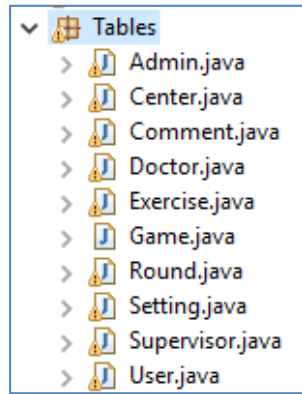 Tables
Admin.java
Center.java
Comment.java
Doctor.java
Exercise.java
Game.java
Round.java
Setting.java
Supervisor.java
User.java